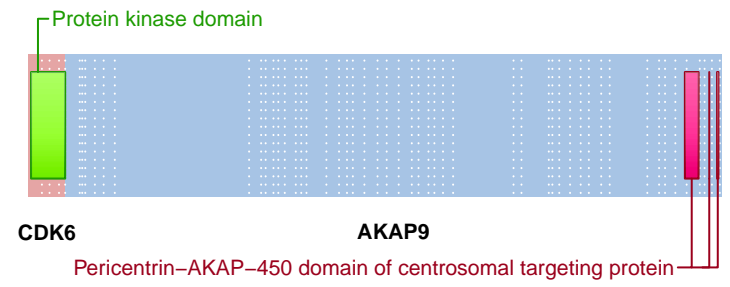 Protein kinase domain
CDK6
AKAP9
Pericentrin−AKAP−450 domain of centrosomal targeting protein